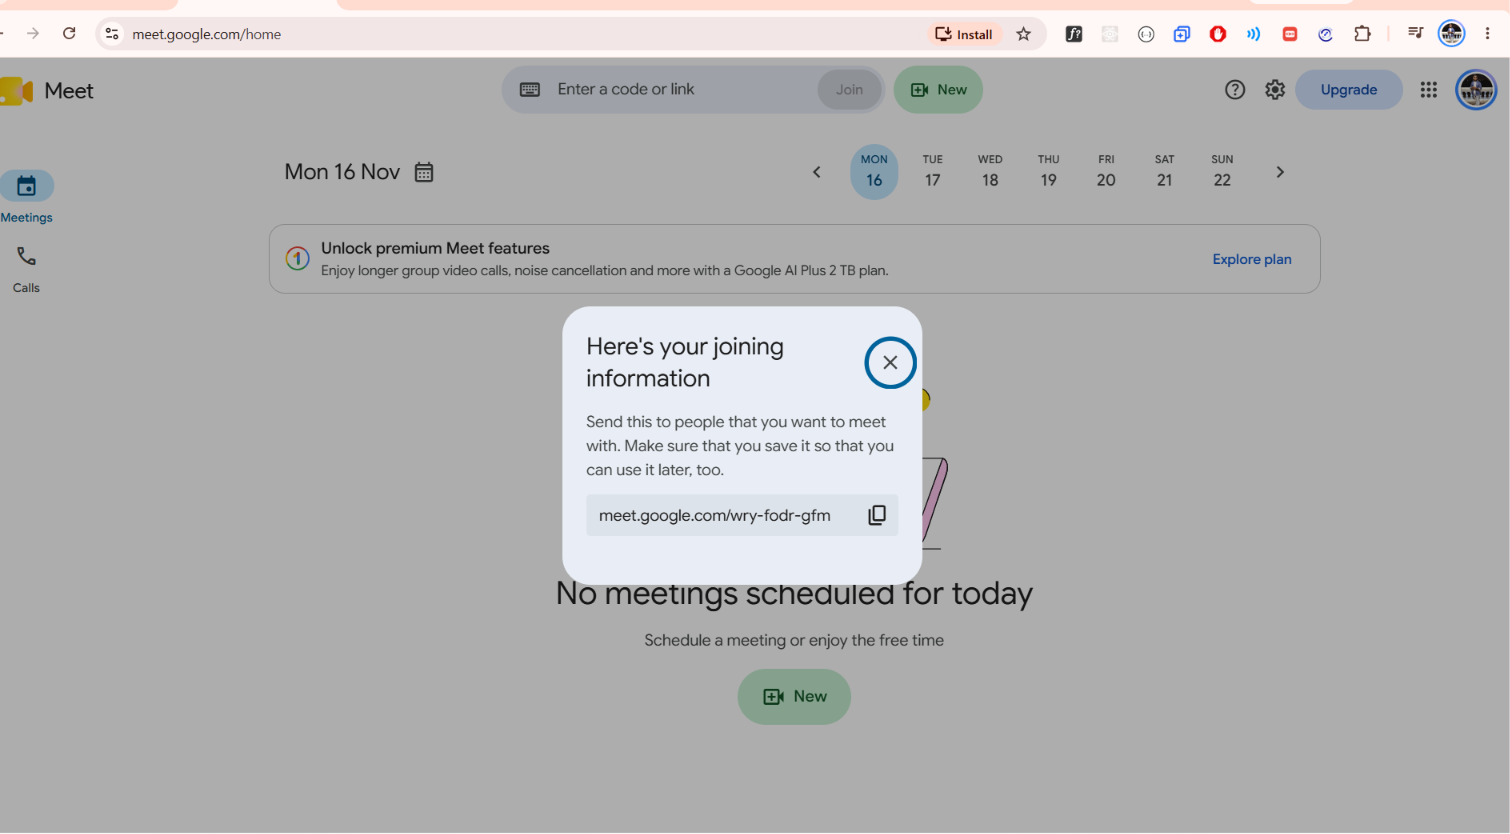 meet.google.com/home
Install
Meet
Enter a code or link
Join
New
Upgrade
Mon 16 Nov
MON
16
TUE
17
WED
18
THU
19
FRI
20
SAT
21
SUN
22
Meetings
Calls
Unlock premium Meet features
Enjoy longer group video calls, noise cancellation and more with a Google AI Plus 2 TB plan.
Explore plan
Here's your joining
information
Send this to people that you want to meet
with. Make sure that you save it so that you
can use it later, too.
meet.google.com/wry-fodr-gfm
No meetings scheduled for today
Schedule a meeting or enjoy the free time
New